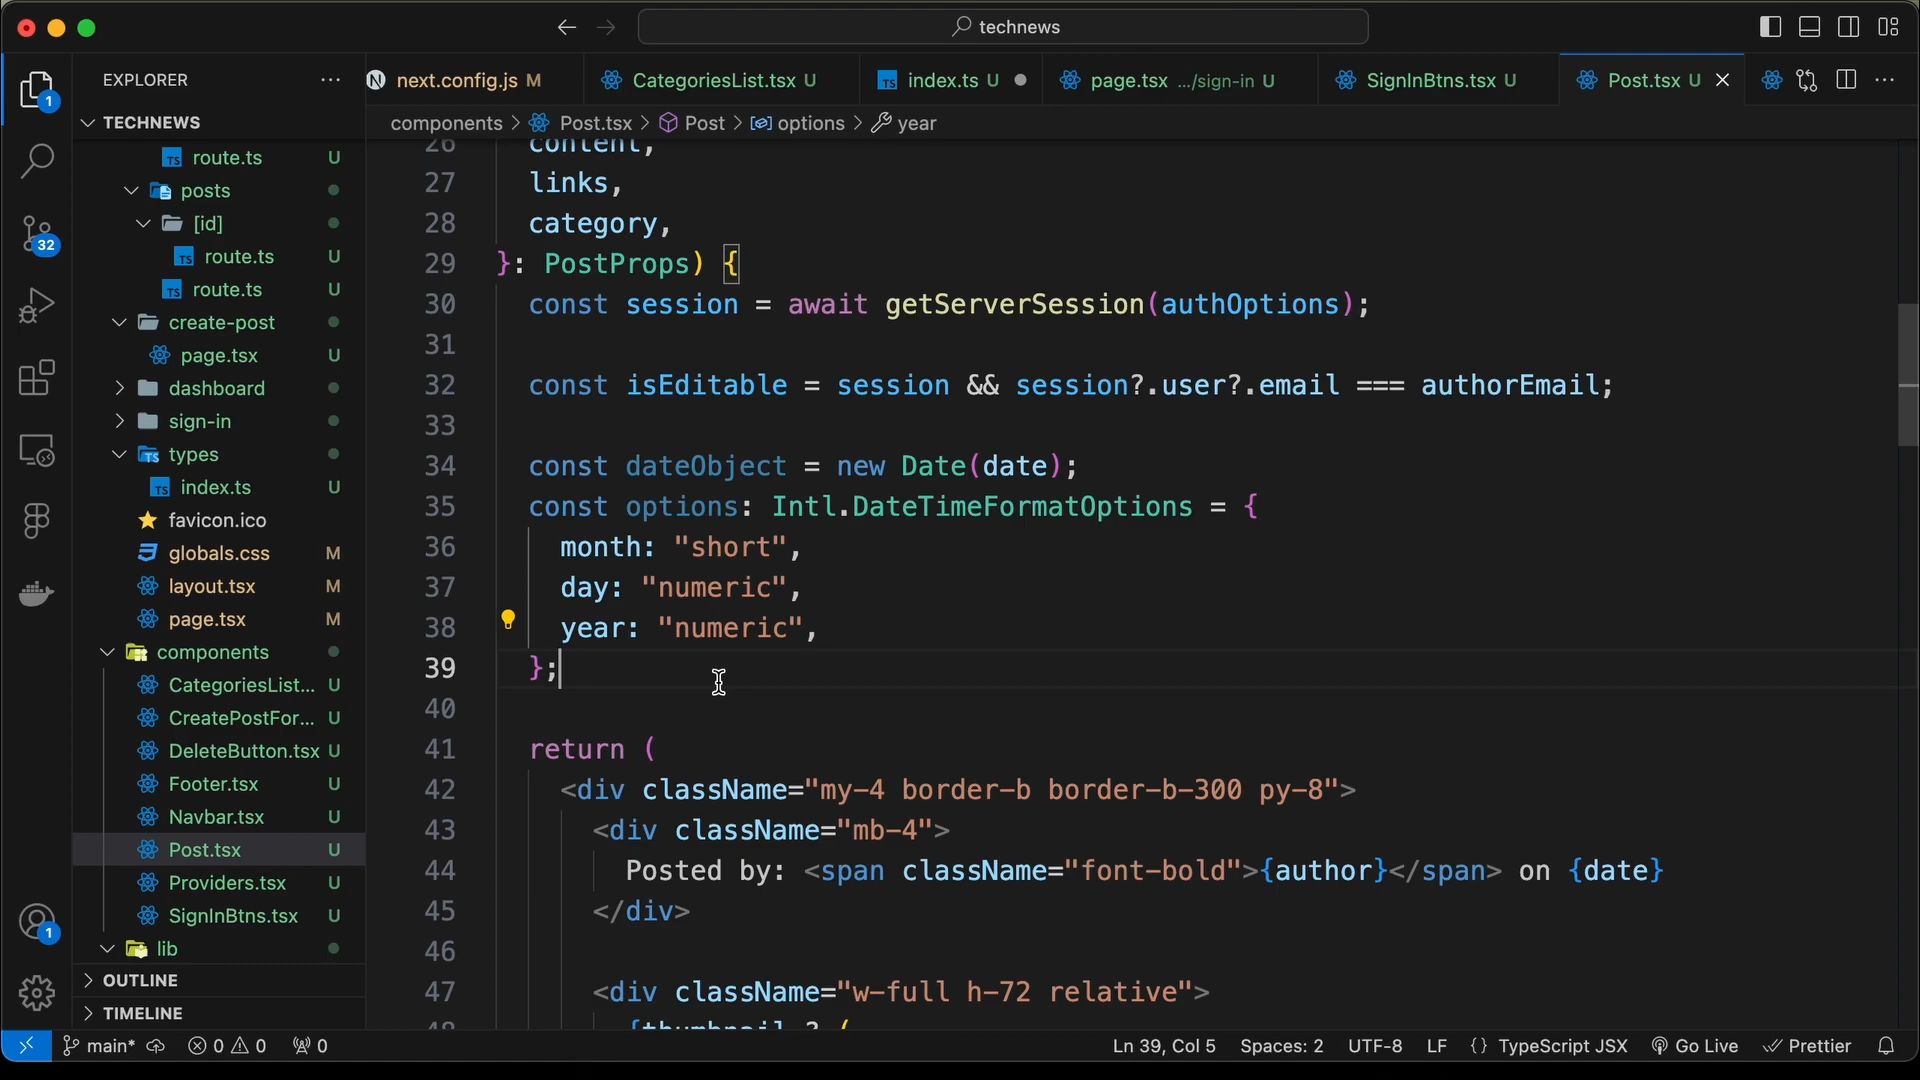 technews
EXPLORER
next.config.js M
CategoriesList.tsx U
index.ts U
page.tsx .../sign-in U
SignInBtns.tsx U
Post.tsx U
components > Post.tsx > Post > options > year
TECHNEWS
route.ts U
posts
[id]
route.ts U
route.ts U
create-post
page.tsx U
dashboard
sign-in
types
index.ts U
favicon.ico
globals.css M
layout.tsx M
page.tsx M
components
CategoriesList... U
CreatePostFor... U
DeleteButton.tsx U
Footer.tsx U
Navbar.tsx U
Post.tsx U
Providers.tsx U
SignInBtns.tsx U
lib
OUTLINE
TIMELINE
1
32
1
26 content,
27 links,
28 category,
29 }: PostProps) {
30 const session = await getServerSession(authOptions);
31
32 const isEditable = session && session?.user?.email === authorEmail;
33
34 const dateObject = new Date(date);
35 const options: Intl.DateTimeFormatOptions = {
36 month: "short",
37 day: "numeric",
38 year: "numeric",
39 };
40
41 return (
42 <div className="my-4 border-b border-b-300 py-8">
43 <div className="mb-4">
44 Posted by: <span className="font-bold">{author}</span> on {date}
45 </div>
46
47 <div className="w-full h-72 relative">
48 {thumbnail ? (
main* 0 0 0
Ln 39, Col 5 Spaces: 2 UTF-8 LF {} TypeScript JSX Go Live Prettier